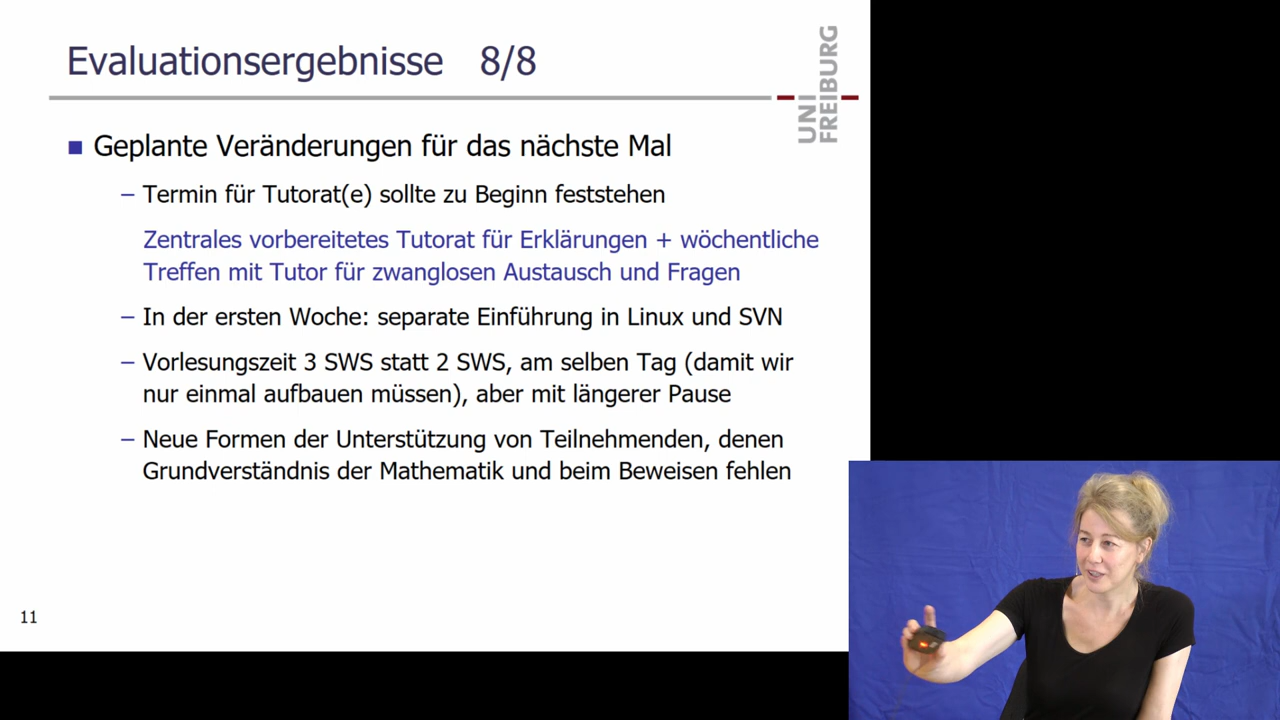 Evaluationsergebnisse 8/8
UNI
FREIBURG
■ Geplante Veränderungen für das nächste Mal
– Termin für Tutorat(e) sollte zu Beginn feststehen
Zentrales vorbereitetes Tutorat für Erklärungen + wöchentliche
Treffen mit Tutor für zwanglosen Austausch und Fragen
– In der ersten Woche: separate Einführung in Linux und SVN
– Vorlesungszeit 3 SWS statt 2 SWS, am selben Tag (damit wir
nur einmal aufbauen müssen), aber mit längerer Pause
– Neue Formen der Unterstützung von Teilnehmenden, denen
Grundverständnis der Mathematik und beim Beweisen fehlen
11